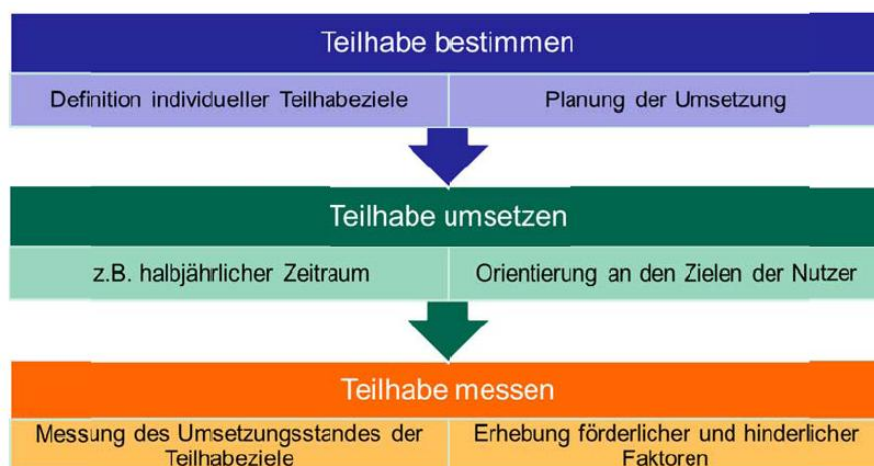 Teilhabe bestimmen
Definition individueller Teilhabeziele
Planung der Umsetzung
Teilhabe umsetzen
z.B. halbjährlicher Zeitraum
Orientierung an den Zielen der Nutzer
Teilhabe messen
Messung des Umsetzungsstandes der
Teilhabeziele
Erhebung förderlicher und hinderlicher
Faktoren